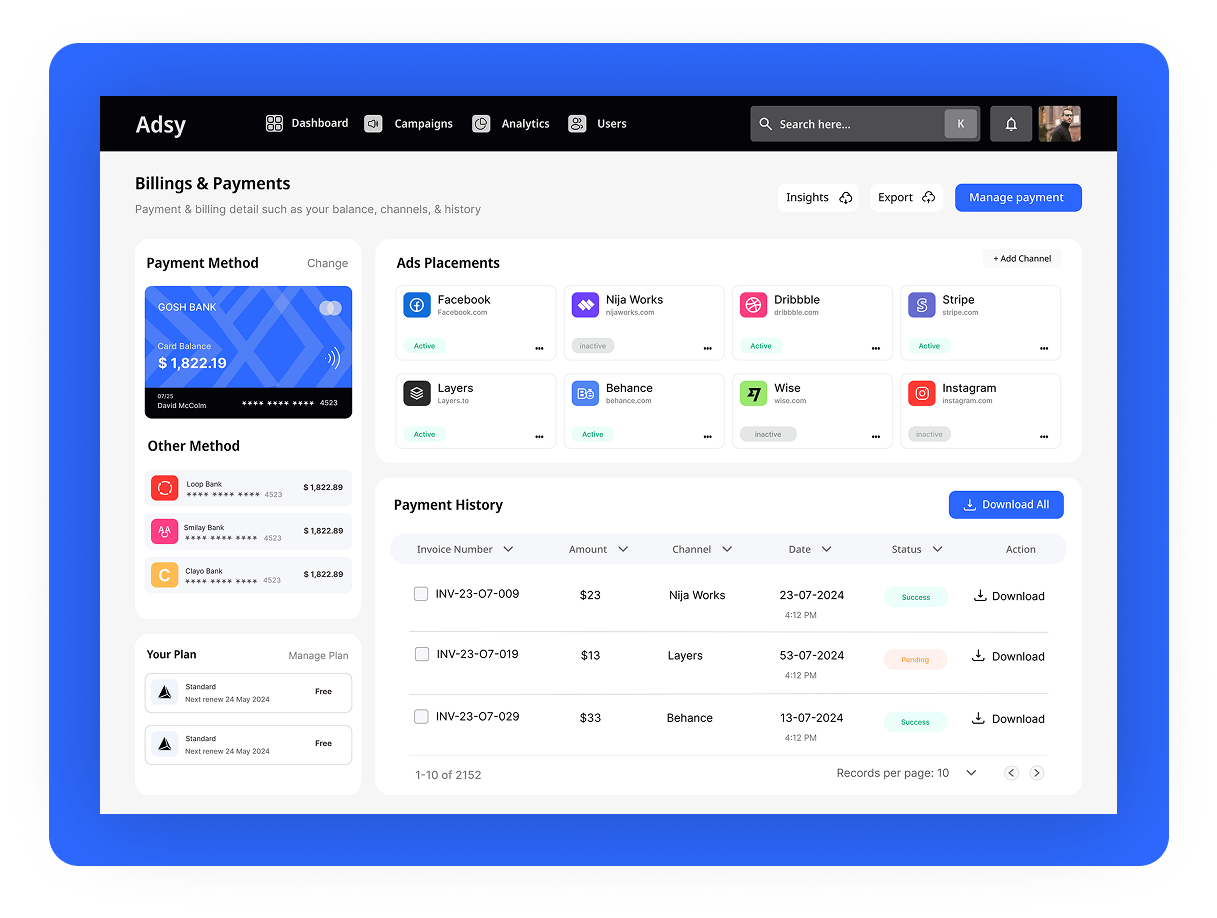 Adsy
Dashboard
Campaigns
Analytics
Users
Search here...
K
Billings & Payments
Payment & billing detail such as your balance, channels, & history
Insights
Export
Manage payment
Payment Method
Change
GOSH BANK
Card Balance
$ 1,822.19
07/25
David McColm
**** **** **** 4523
Other Method
Loop Bank
**** **** **** 4523
$ 1,822.89
Smilay Bank
**** **** **** 4523
$ 1,822.89
C
Clayo Bank
**** **** **** 4523
$ 1,822.89
Your Plan
Manage Plan
Standard
Next renew 24 May 2024
Free
Standard
Next renew 24 May 2024
Free
Ads Placements
+ Add Channel
Facebook
Facebook.com
Active
Nija Works
nijaworks.com
inactive
Dribbble
dribbble.com
Active
S
Stripe
stripe.com
Active
Layers
Layers.to
Active
Bē
Behance
behance.com
Active
Wise
wise.com
inactive
Instagram
instagram.com
inactive
Payment History
Download All
Invoice Number Amount Channel Date Status Action
INV-23-O7-009 $23 Nija Works 23-07-2024 Success Download
4:12 PM
INV-23-O7-019 $13 Layers 53-07-2024 Pending Download
4:12 PM
INV-23-O7-029 $33 Behance 13-07-2024 Success Download
4:12 PM
1-10 of 2152
Records per page: 10